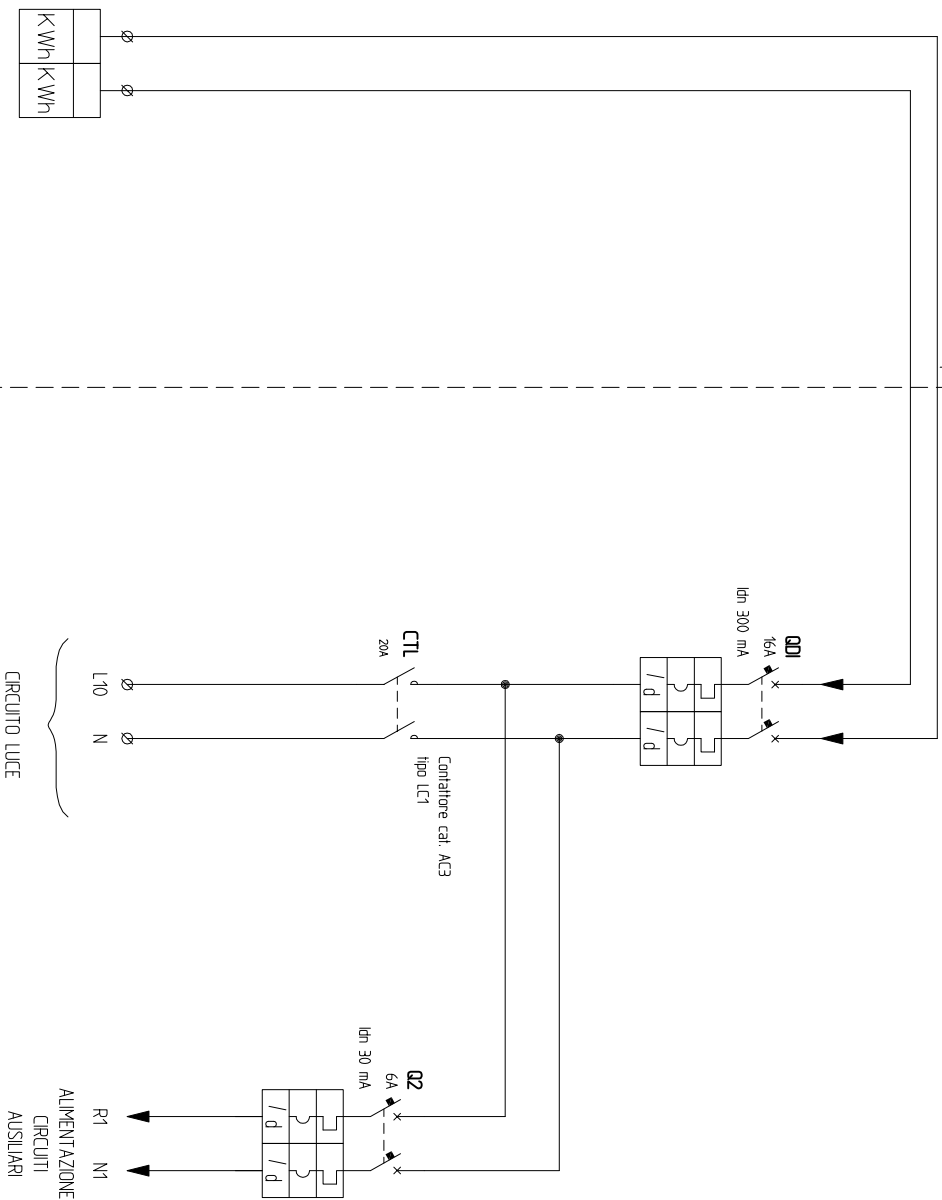 KWh
KWh
QDI
16A
Idn 300 mA
/d
/d
CTL
20A
Contattore cat. AC3
tipo LC1
L10
N
CIRCUITO LUCE
Q2
6A
Idn 30 mA
/d
/d
R1
N1
ALIMENTAZIONE
CIRCUITI
AUSILIARI